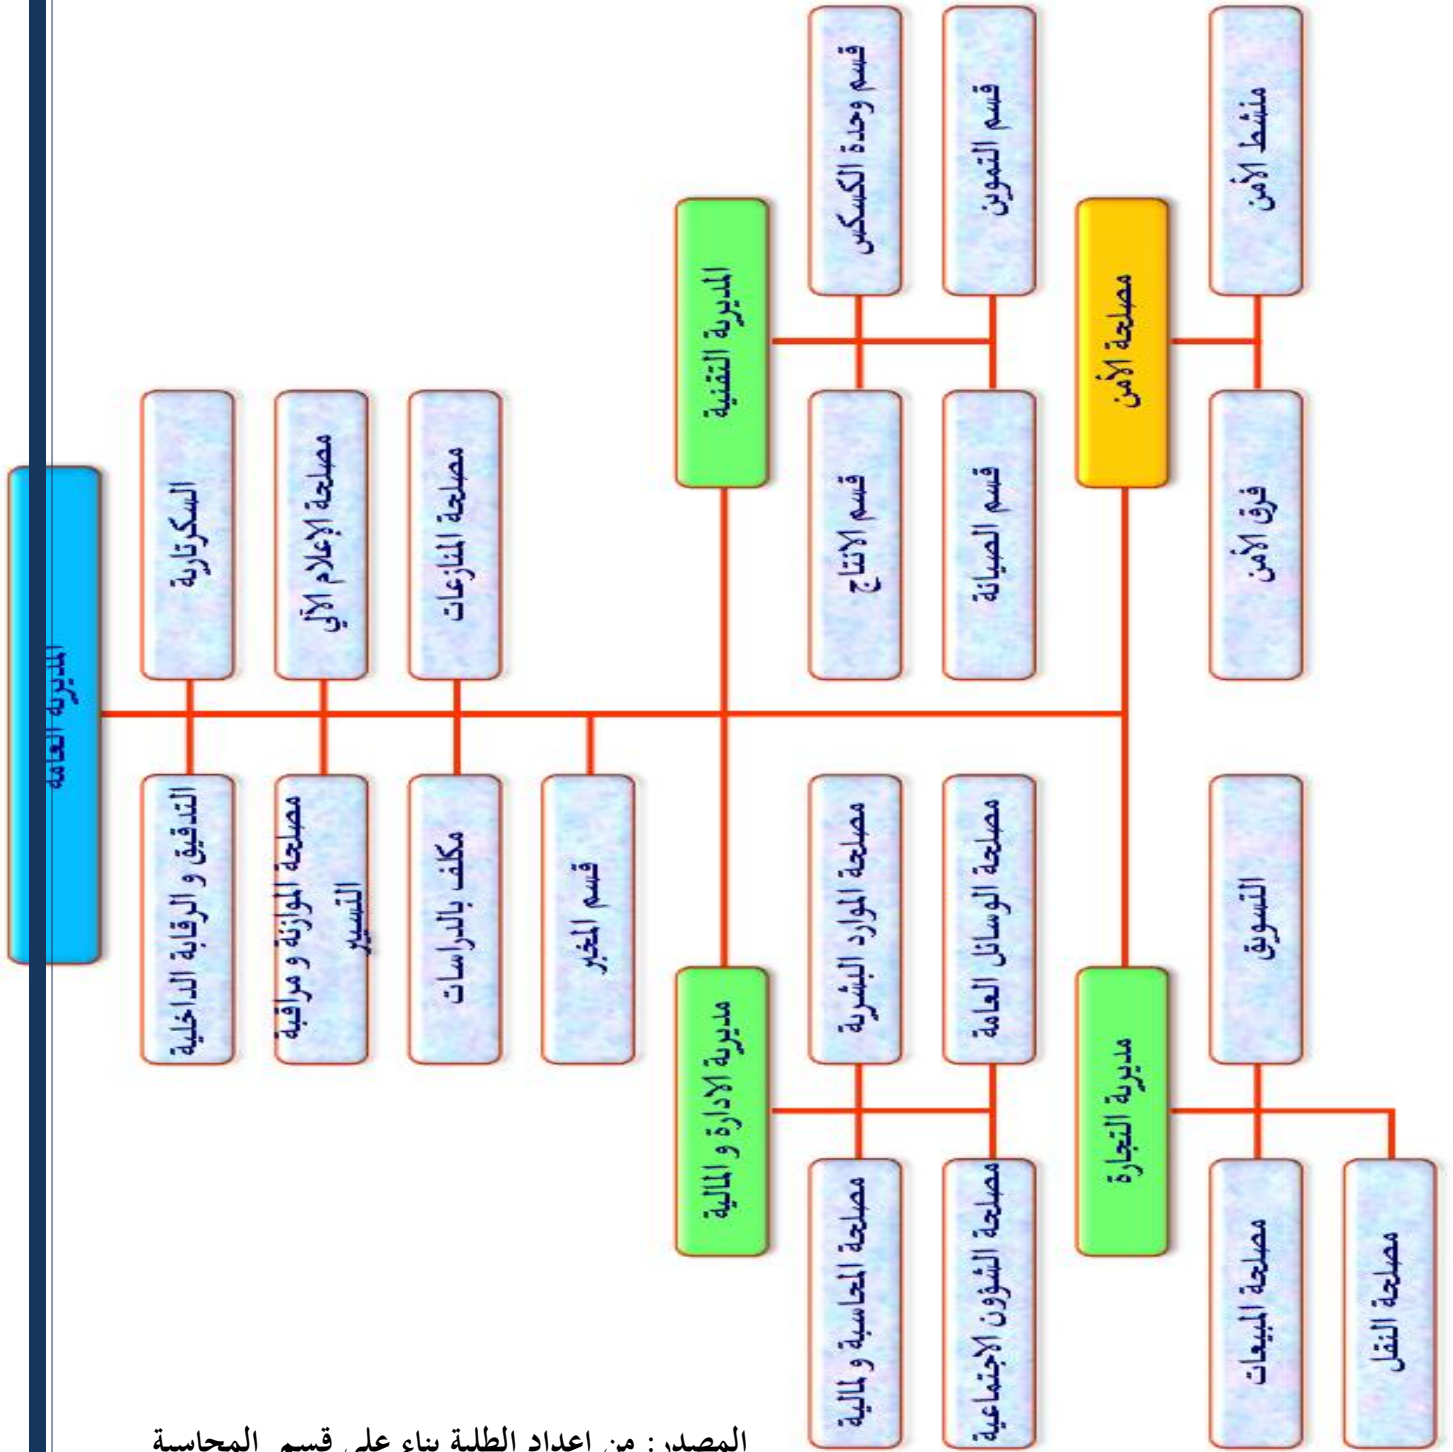 المديرية العامة
السكرتارية
التدقيق و الرقابة الداخلية
مصلحة الإعلام الآلي
مصلحة الموازنة و مراقبة
التسيير
مصلحة المنازعات
مكلف بالدراسات
قسم المخبر
المديرية التقنية
قسم وحدة الكسكس
قسم الانتاج
قسم التموين
قسم الصيانة
مديرية الادارة و المالية
مصلحة الموارد البشرية
مصلحة المحاسبة و لمالية
مصلحة الوسائل العامة
مصلحة الشؤون الاجتماعية
مصلحة الأمن
منشط الأمن
فرق الأمن
مديرية التجارة
التسويق
مصلحة المبيعات
مصلحة النقل
المصدر: من اعداد الطلبة بناء على قسم المحاسبة